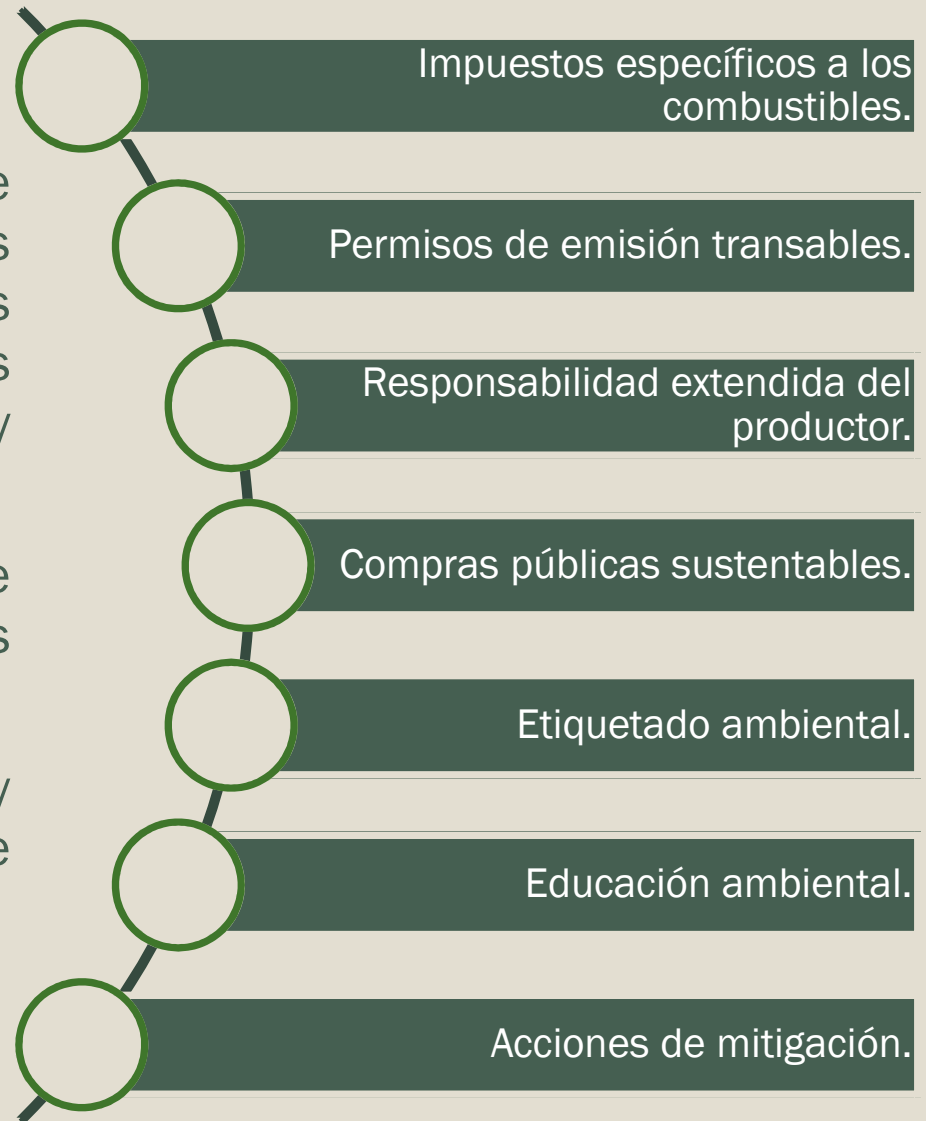 Impuestos específicos a los
combustibles.
Permisos de emisión transables.
Responsabilidad extendida del
productor.
Compras públicas sustentables.
Etiquetado ambiental.
Educación ambiental.
Acciones de mitigación.